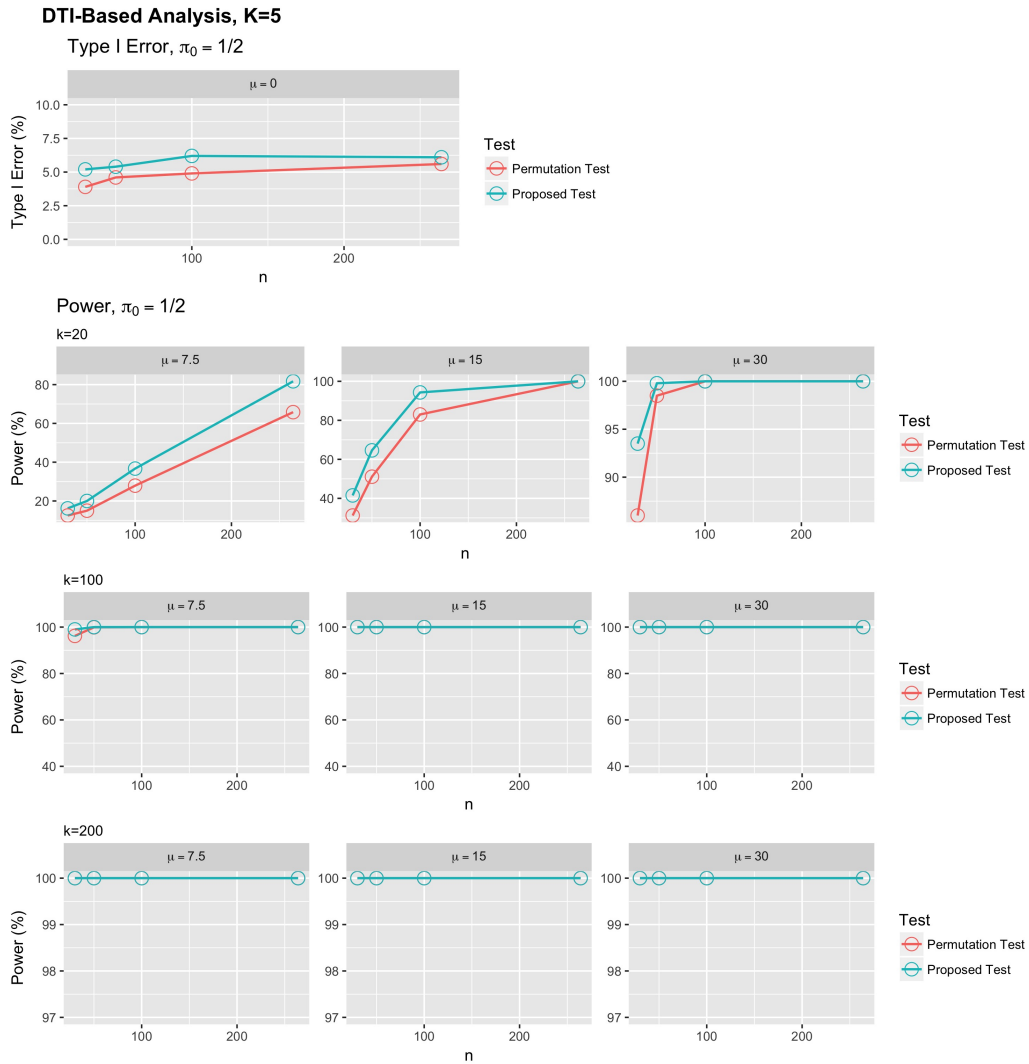 DTI-Based Analysis, K=5
Type I Error, π₀ = 1/2
μ = 0
10.0
7.5
5.0
2.5
0.0
Type I Error (%)
100 200
n
Test
Permutation Test
Proposed Test
Power, π₀ = 1/2
k=20
μ = 7.5 μ = 15 μ = 30
80
60
40
20
100
80
60
40
100
95
90
Power (%)
100 200 100 200 100 200
n
Test
Permutation Test
Proposed Test
k=100
μ = 7.5 μ = 15 μ = 30
100
80
60
40
100
80
60
40
100
80
60
40
Power (%)
100 200 100 200 100 200
n
Test
Permutation Test
Proposed Test
k=200
μ = 7.5 μ = 15 μ = 30
100
99
98
97
100
99
98
97
100
99
98
97
Power (%)
100 200 100 200 100 200
n
Test
Permutation Test
Proposed Test